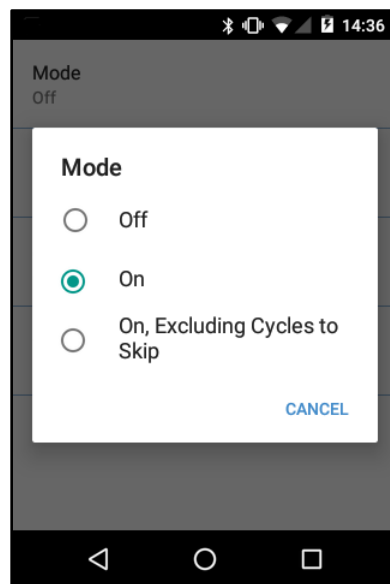 14:36
Mode
Off
Mode
Off
On
On, Excluding Cycles to
Skip
CANCEL